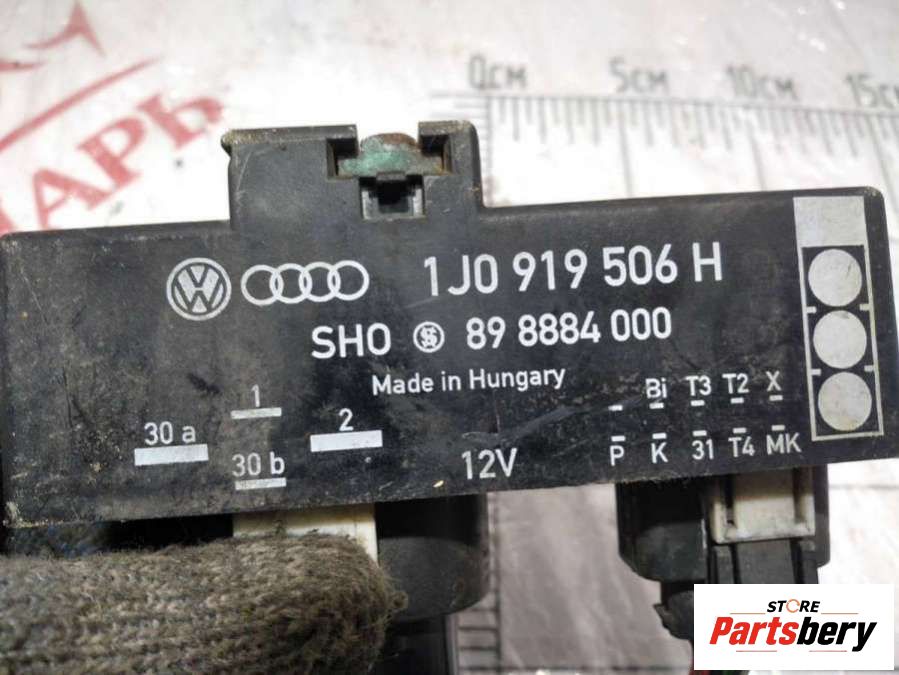 АРЬ
0см 5см 10см 15см
1J0 919 506 H
SHO 89 8884 000
Made in Hungary
1
30 a
2
30 b
12V
Bi T3 T2 X
P K 31 T4 MK
STORE
Partsbery